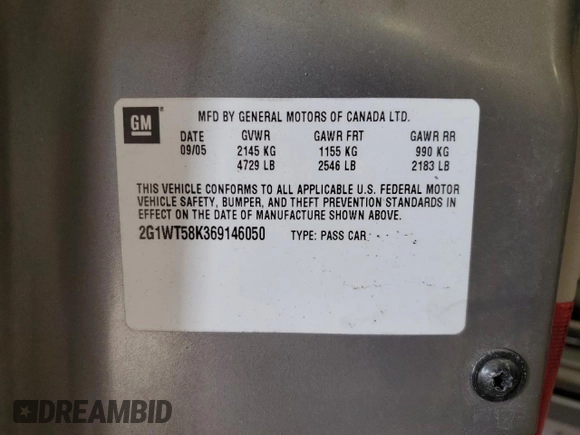 GM ® MFD BY GENERAL MOTORS OF CANADA LTD.
DATE GVWR GAWR FRT GAWR RR
09/05 2145 KG 1155 KG 990 KG
4729 LB 2546 LB 2183 LB
THIS VEHICLE CONFORMS TO ALL APPLICABLE U.S. FEDERAL MOTOR
VEHICLE SAFETY, BUMPER, AND THEFT PREVENTION STANDARDS IN
EFFECT ON THE DATE OF MANUFACTURE SHOWN ABOVE.
2G1WT58K369146050 TYPE: PASS CAR
DREAMBID